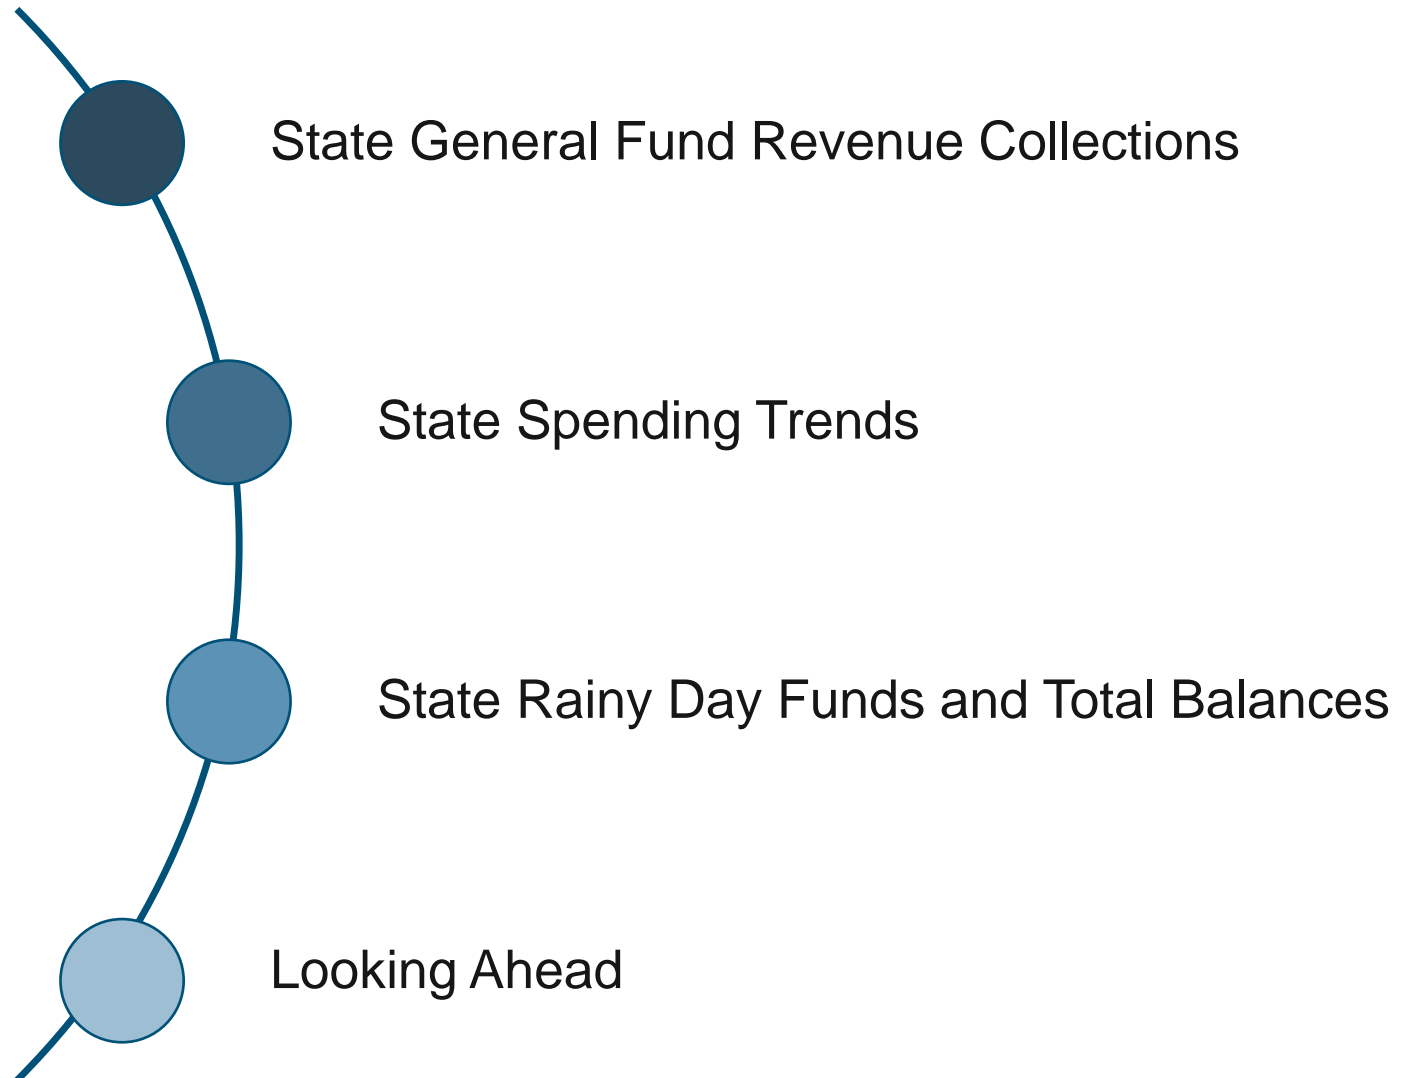 State General Fund Revenue Collections
State Spending Trends
State Rainy Day Funds and Total Balances
Looking Ahead